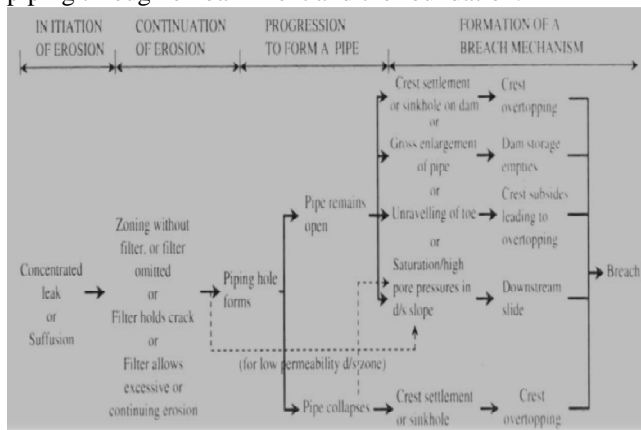 IN ITIATION
OF EROSION
CONTINUATION
OF EROSION
PROGRESSION
TO FORM A PIPE
FORMATION OF A
BREACH MECHANISM
Concentrated
leak
or
Suffusion
Zoning without
filter, or filter
omitted
or
Filter holds crack
or
Filter allows
excessive or
continuing erosion
Piping hole
forms
Pipe remains
open
(for low permeability d/s zone)
Pipe collapses
Crest settlement
or sinkhole on dam
or
Gross enlargement
of pipe
or
Unravelling of toe
or
Saturation/high
pore pressures in
d/s slope
Crest settlement
or sinkhole
Crest
overtopping
Dam storage
empties
Crest subsides
leading to
overtopping
Downstream
slide
Crest
overtopping
Breach